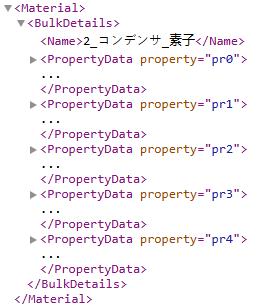 <Material>
<BulkDetails>
<Name>2_コンデンサ_素子</Name>
<PropertyData property="pr0">
...
</PropertyData>
<PropertyData property="pr1">
...
</PropertyData>
<PropertyData property="pr2">
...
</PropertyData>
<PropertyData property="pr3">
...
</PropertyData>
<PropertyData property="pr4">
...
</PropertyData>
</BulkDetails>
</Material>